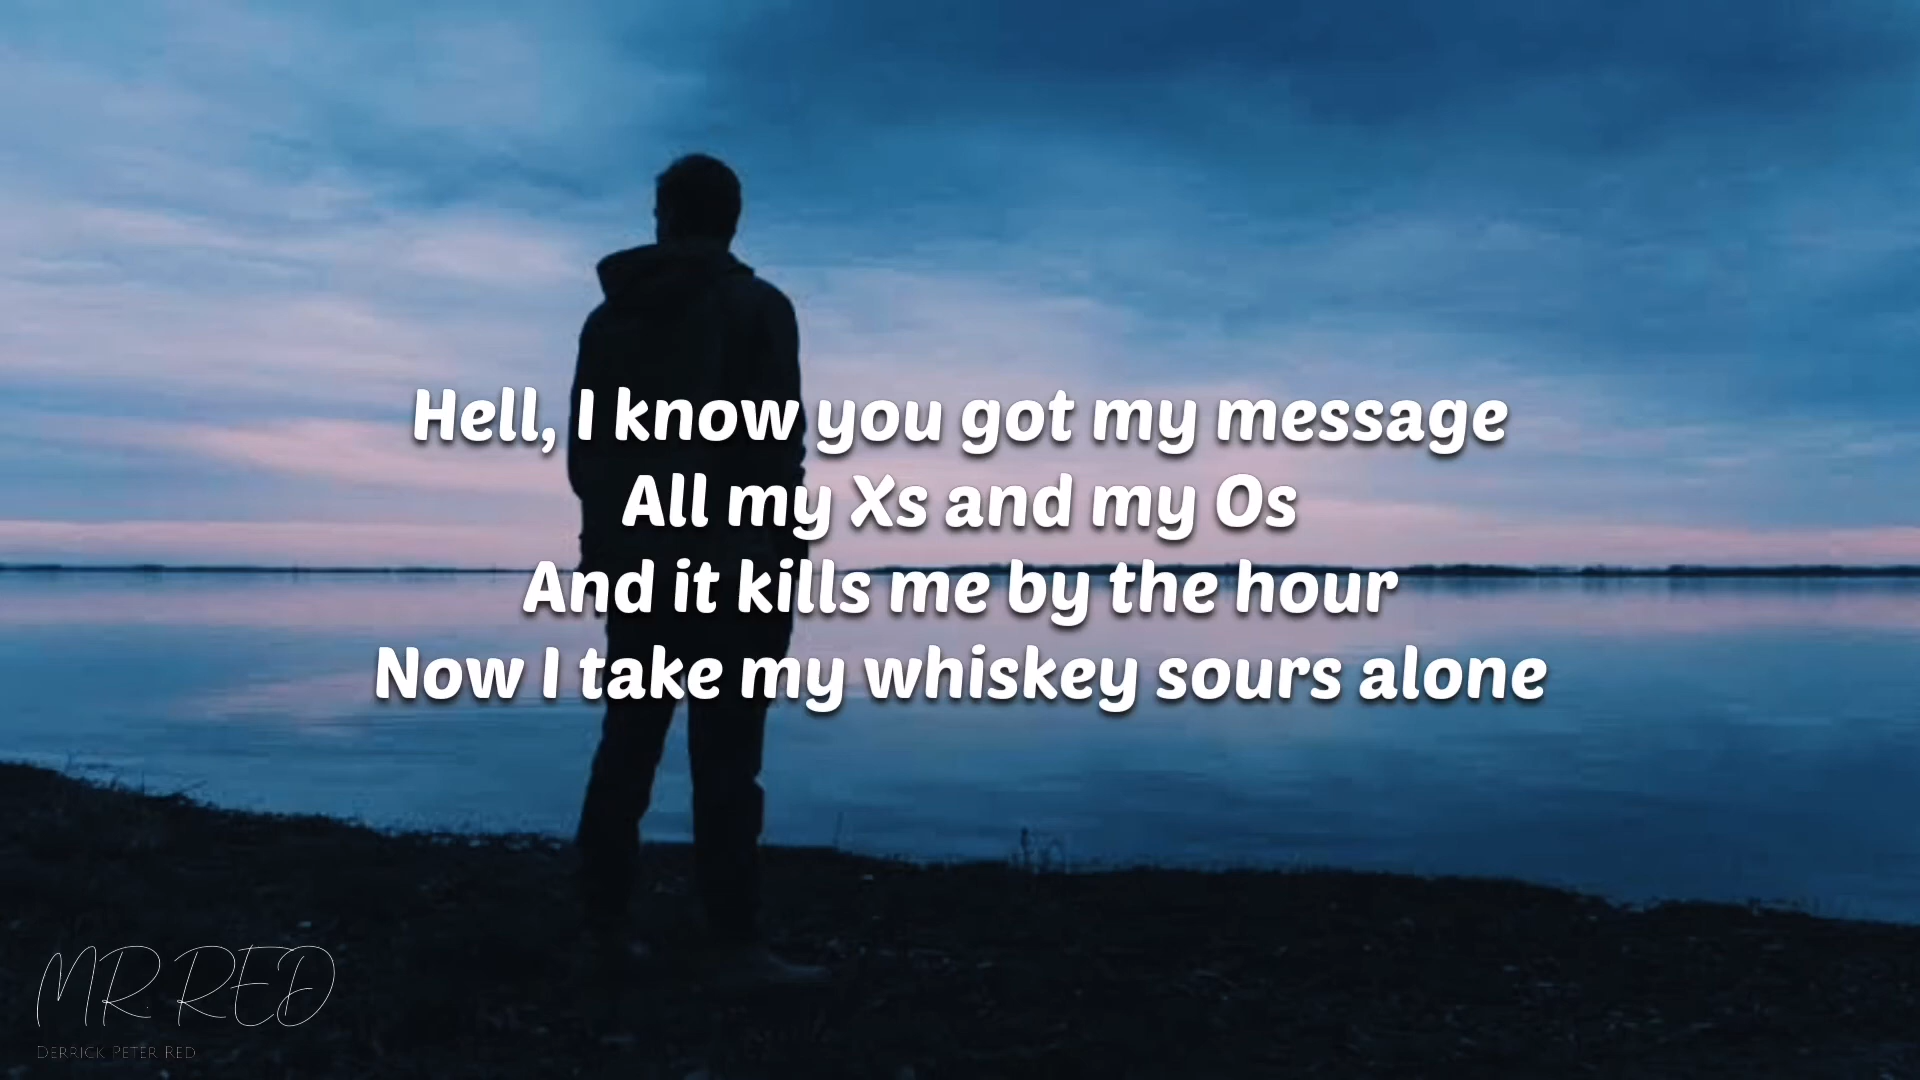 Hell, I know you got my message
All my Xs and my Os
And it kills me by the hour
Now I take my whiskey sours alone
MR. RED
DERRICK PETER RED